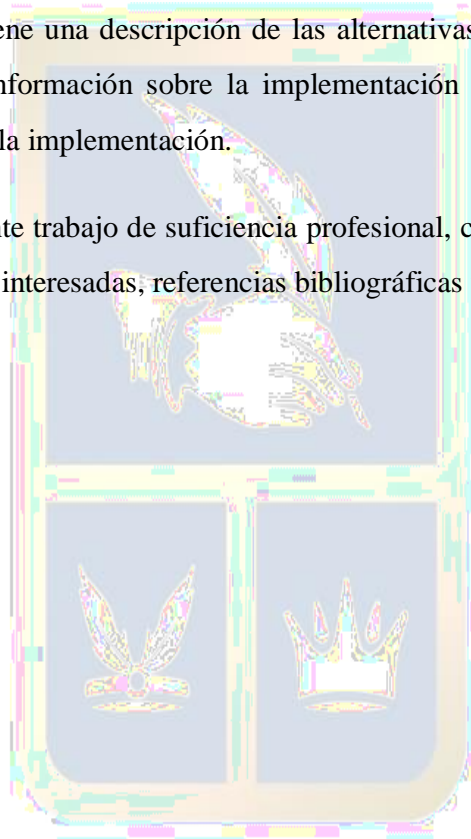 ene una descripción de las alternativas
nformación sobre la implementación
la implementación.
te trabajo de suficiencia profesional, c
interesadas, referencias bibliográficas